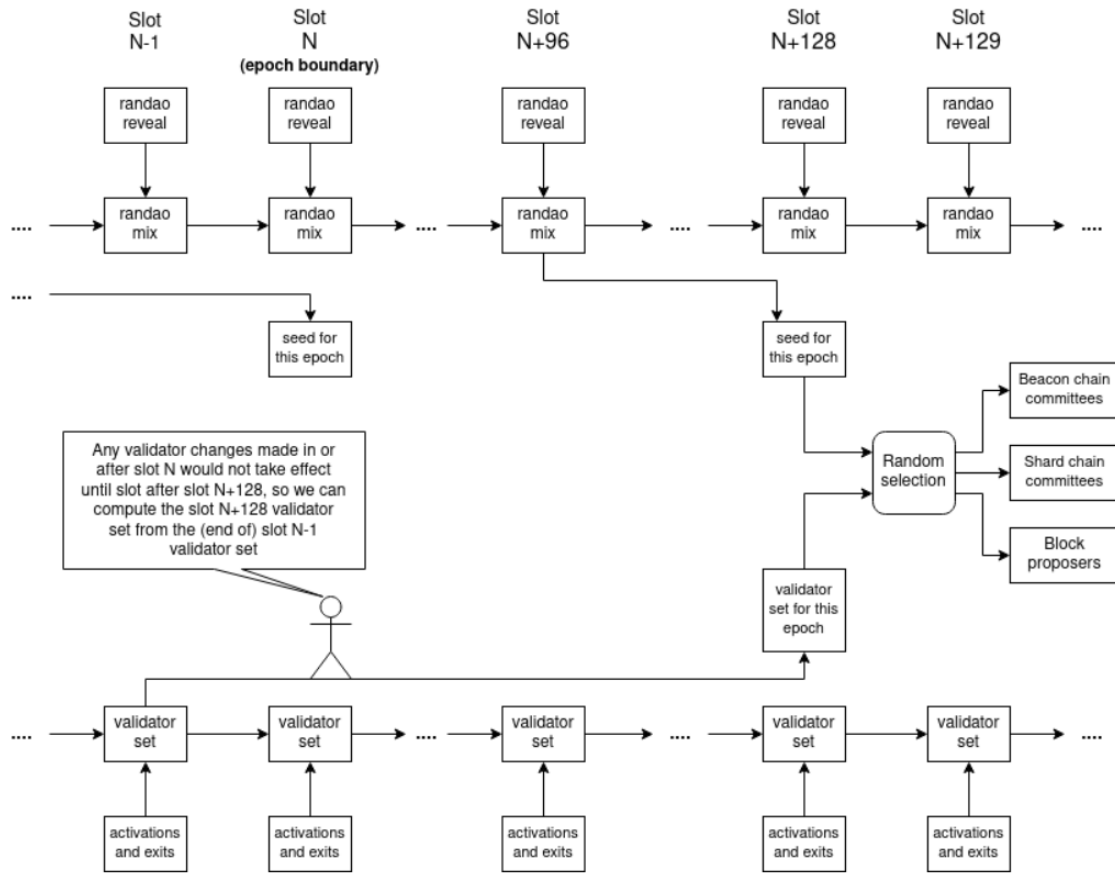 Slot
N-1
Slot
N
(epoch boundary)
Slot
N+96
Slot
N+128
Slot
N+129
randao
reveal
randao
reveal
randao
reveal
randao
reveal
randao
reveal
....
randao
mix
randao
mix
....
randao
mix
....
randao
mix
randao
mix
....
....
seed for
this epoch
seed for
this epoch
Beacon chain
committees
Any validator changes made in or
after slot N would not take effect
until slot after slot N+128, so we can
compute the slot N+128 validator
set from the (end of) slot N-1
validator set
Random
selection
Shard chain
committees
Block
proposers
validator
set for this
epoch
....
validator
set
validator
set
....
validator
set
....
validator
set
validator
set
....
activations
and exits
activations
and exits
activations
and exits
activations
and exits
activations
and exits